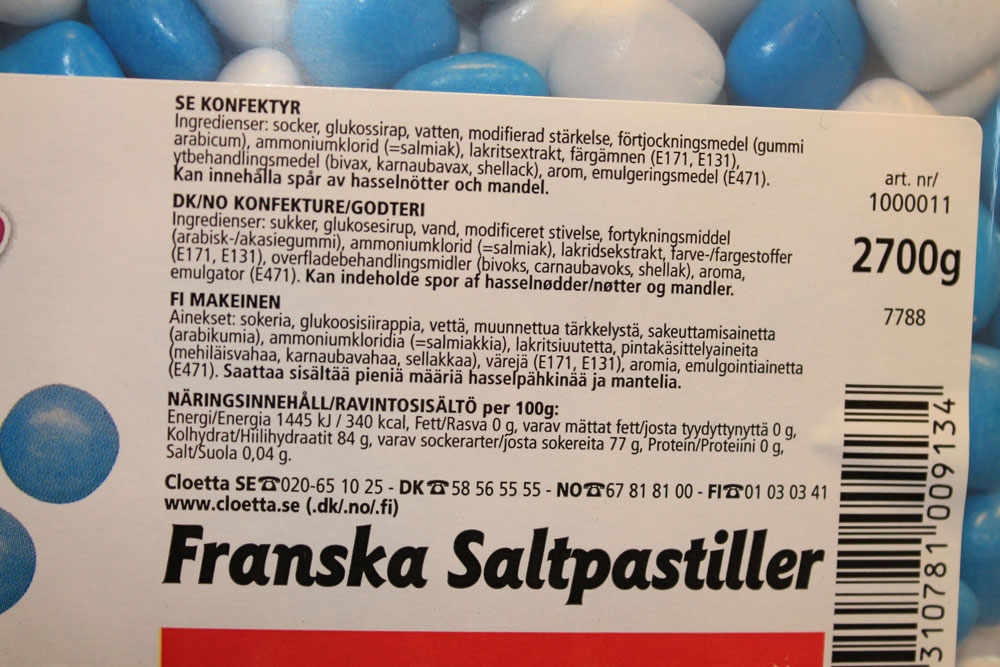 SE KONFEKTYR
Ingredienser: socker, glukossirap, vatten, modifierad stärkelse, förtjockningsmedel (gummi
arabicum), ammoniumklorid (=salmiak), lakritsextrakt, färgämnen (E171, E131),
ytbehandlingsmedel (bivax, karnaubavax, shellack), arom, emulgeringsmedel (E471).
Kan innehålla spår av hasselnötter och mandel.
DK/NO KONFEKTURE/GODTERI
Ingredienser: sukker, glukosesirup, vand, modificeret stivelse, fortykningsmiddel
(arabisk-/akasiegummi), ammoniumklorid (=salmiak), lakridsekstrakt, farve-/fargestoffer
(E171, E131), overfladebehandlingsmidler (bivoks, carnaubavoks, shellak), aroma,
emulgator (E471). Kan indeholde spor af hasselnødder/nøtter og mandler.
FI MAKEINEN
Ainekset: sokeria, glukoosisiirappia, vettä, muunnettua tärkkelystä, sakeuttamisainetta
(arabikumia), ammoniumkloridia (=salmiakkia), lakritsiuutetta, pintakäsittelyaineita
(mehiläisvahaa, karnaubavahaa, sellakkaa), värejä (E171, E131), aromia, emulgointiainetta
(E471). Saattaa sisältää pieniä määriä hasselpähkinää ja mantelia.
NÄRINGSINNEHÅLL/RAVINTOSISÄLTÖ per 100g:
Energi/Energia 1445 kJ / 340 kcal, Fett/Rasva 0 g, varav mättat fett/josta tyydyttynyttä 0 g,
Kolhydrat/Hiilihydraatit 84 g, varav sockerarter/josta sokereita 77 g, Protein/Proteiini 0 g,
Salt/Suola 0,04 g.
Cloetta SE☎020-65 10 25 - DK☎58 56 55 55 - NO☎67 81 81 00 - FI☎01 03 03 41
www.cloetta.se (.dk/.no/.fi)
Franska Saltpastiller
art. nr/
1000011
2700g
7788
310781 009134